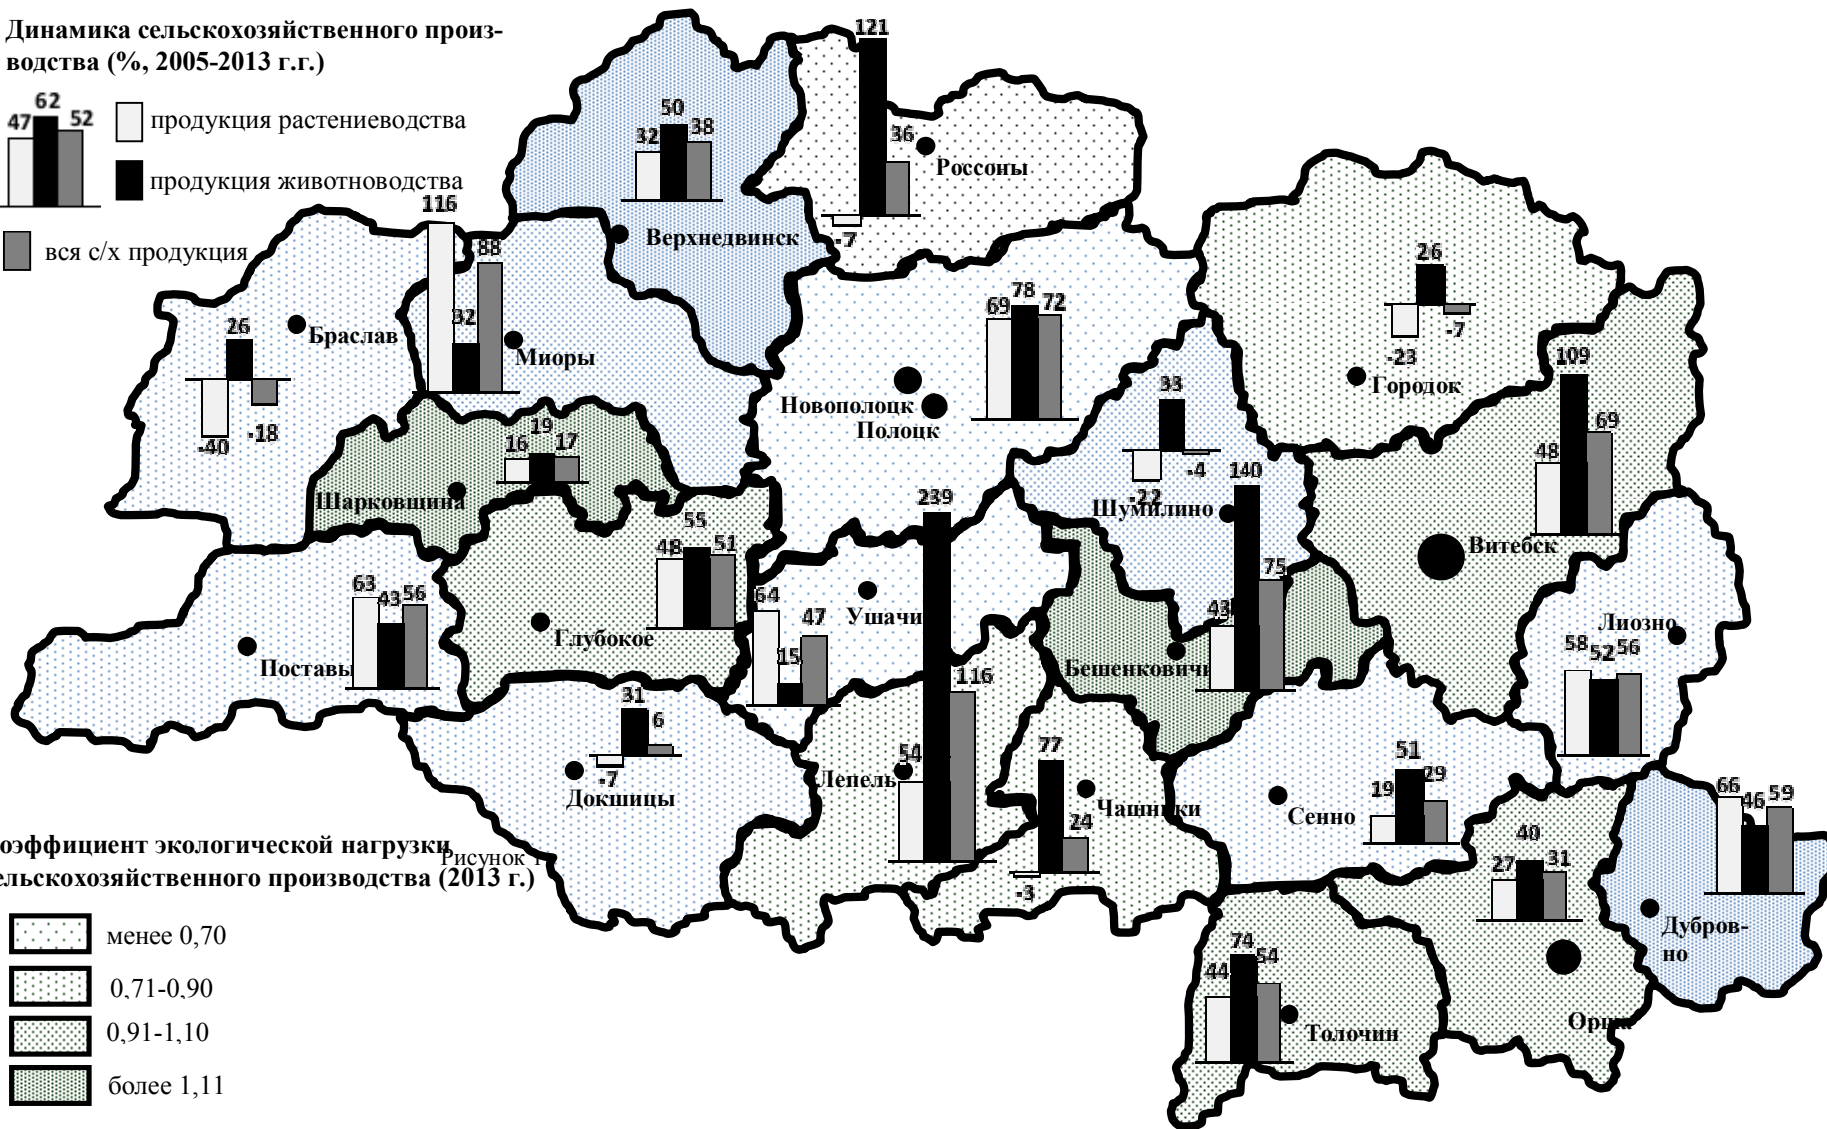 Динамика сельскохозяйственного произ-
водства (%, 2005-2013 г.г.)
47 62 52
продукция растениеводства
продукция животноводства
вся с/х продукция
121
-7 36
Россоны
50
32 38
Верхнедвинск
116
32 88
Миоры
26
-40 -18
Браслав
69 78 72
Новополоцк
Полоцк
26
-23 -7
Городок
109
48 69
Витебск
33
-22 -4
Шумилино
16 19 17
Шарковщина
48 55 51
Глубокое
63 43 56
Поставы
64 15 47
Ушачи
239
54 116
Лепель
140
43 75
Бешенковичи
58 52 56
Лиозно
31
-7 6
Докшицы
77
-3 24
Чашники
51
19 29
Сенно
66 46 59
Дубров-
но
40
27 31
Орша
74
44 54
Толочин
оэффициент экологической нагрузки
Рисунок 1
ельскохозяйственного производства (2013 г.)
менее 0,70
0,71-0,90
0,91-1,10
более 1,11